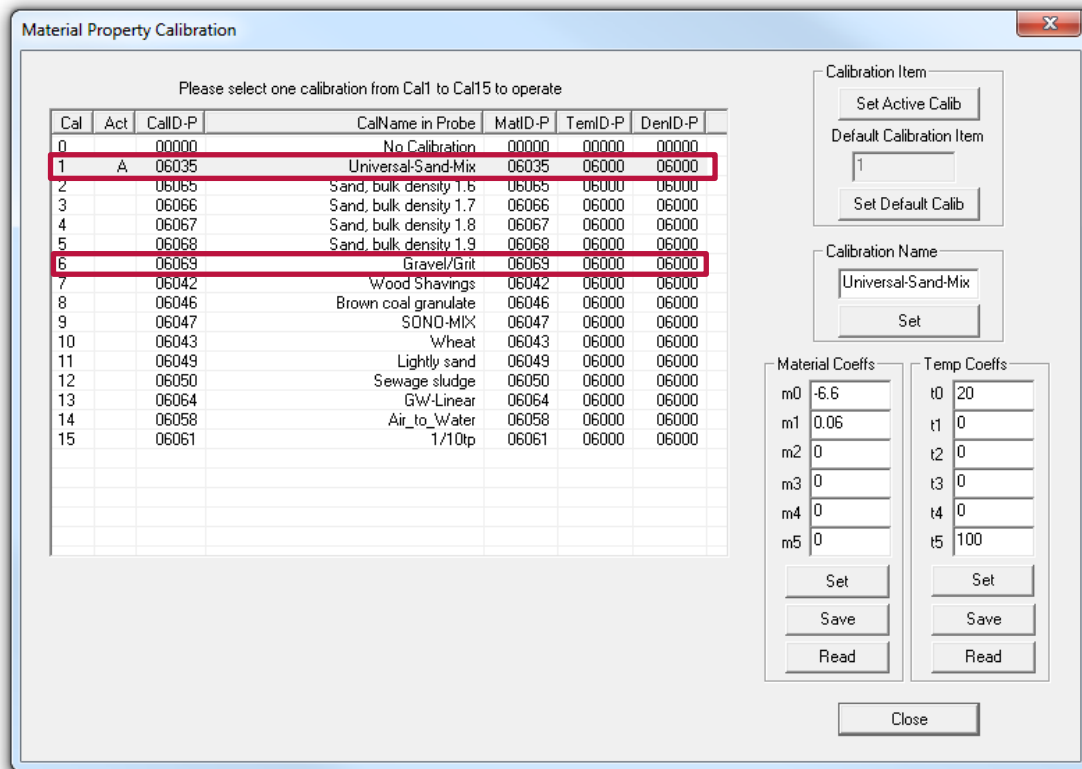 Material Property Calibration
Please select one calibration from Cal1 to Cal15 to operate
Cal Act CalID-P CalName in Probe MatID-P TemID-P DenID-P
0 00000 No Calibration 00000 00000 00000
1 A 06035 Universal-Sand-Mix 06035 06000 06000
2 06065 Sand, bulk density 1.6 06065 06000 06000
3 06066 Sand, bulk density 1.7 06066 06000 06000
4 06067 Sand, bulk density 1.8 06067 06000 06000
5 06068 Sand, bulk density 1.9 06068 06000 06000
6 06069 Gravel/Grit 06069 06000 06000
7 06042 Wood Shavings 06042 06000 06000
8 06046 Brown coal granulate 06046 06000 06000
9 06047 SONO-MIX 06047 06000 06000
10 06043 Wheat 06043 06000 06000
11 06049 Lightly sand 06049 06000 06000
12 06050 Sewage sludge 06050 06000 06000
13 06064 GW-Linear 06064 06000 06000
14 06058 Air_to_Water 06058 06000 06000
15 06061 1/10tp 06061 06000 06000
Calibration Item
Set Active Calib
Default Calibration Item
1
Set Default Calib
Calibration Name
Universal-Sand-Mix
Set
Material Coeffs Temp Coeffs
m0 -6.6 t0 20
m1 0.06 t1 0
m2 0 t2 0
m3 0 t3 0
m4 0 t4 0
m5 0 t5 100
Set Set
Save Save
Read Read
Close